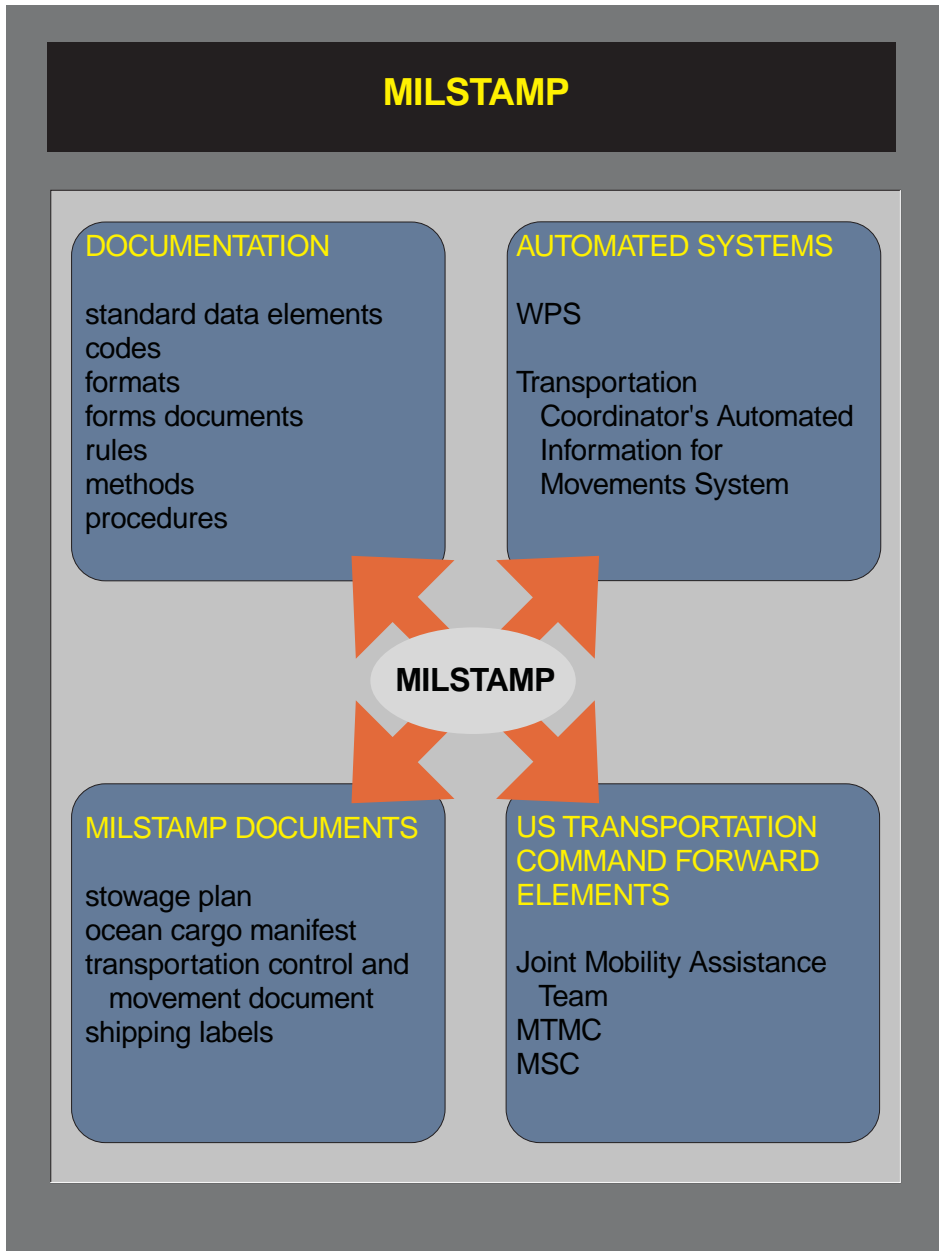 MILSTAMP
DOCUMENTATION
standard data elements
codes
formats
forms documents
rules
methods
procedures
AUTOMATED SYSTEMS
WPS
Transportation
Coordinator's Automated
Information for
Movements System
MILSTAMP
MILSTAMP DOCUMENTS
stowage plan
ocean cargo manifest
transportation control and
movement document
shipping labels
US TRANSPORTATION
COMMAND FORWARD
ELEMENTS
Joint Mobility Assistance
Team
MTMC
MSC